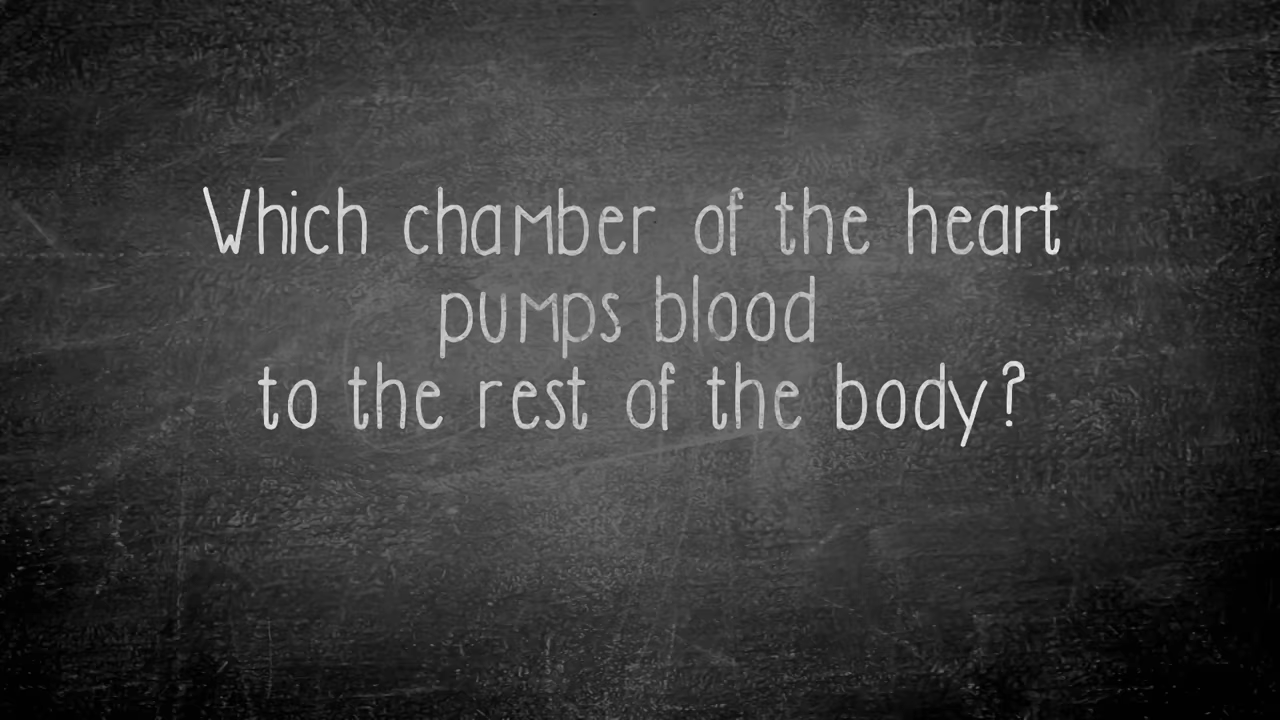 Which chamber of the heart
pumps blood
to the rest of the body?